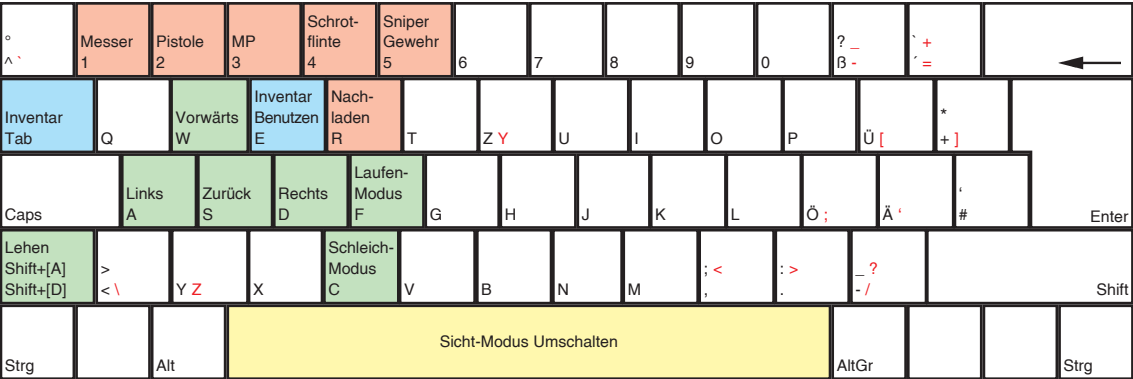 °
^ `
Messer
1
Pistole
2
MP
3
Schrot-
flinte
4
Sniper
Gewehr
5
6
7
8
9
0
? _
ß -
` +
´ =
Inventar
Tab
Q
Vorwärts
W
Inventar
Benutzen
E
Nach-
laden
R
T
Z Y
U
I
O
P
Ü [
*
+ ]
Caps
Links
A
Zurück
S
Rechts
D
Laufen-
Modus
F
G
H
J
K
L
Ö ;
Ä ‘
‘
#
Enter
Lehen
Shift+[A]
Shift+[D]
>
< \
Y Z
X
Schleich-
Modus
C
V
B
N
M
; <
,
: >
.
_ ?
- /
Shift
Strg
Alt
Sicht-Modus Umschalten
AltGr
Strg